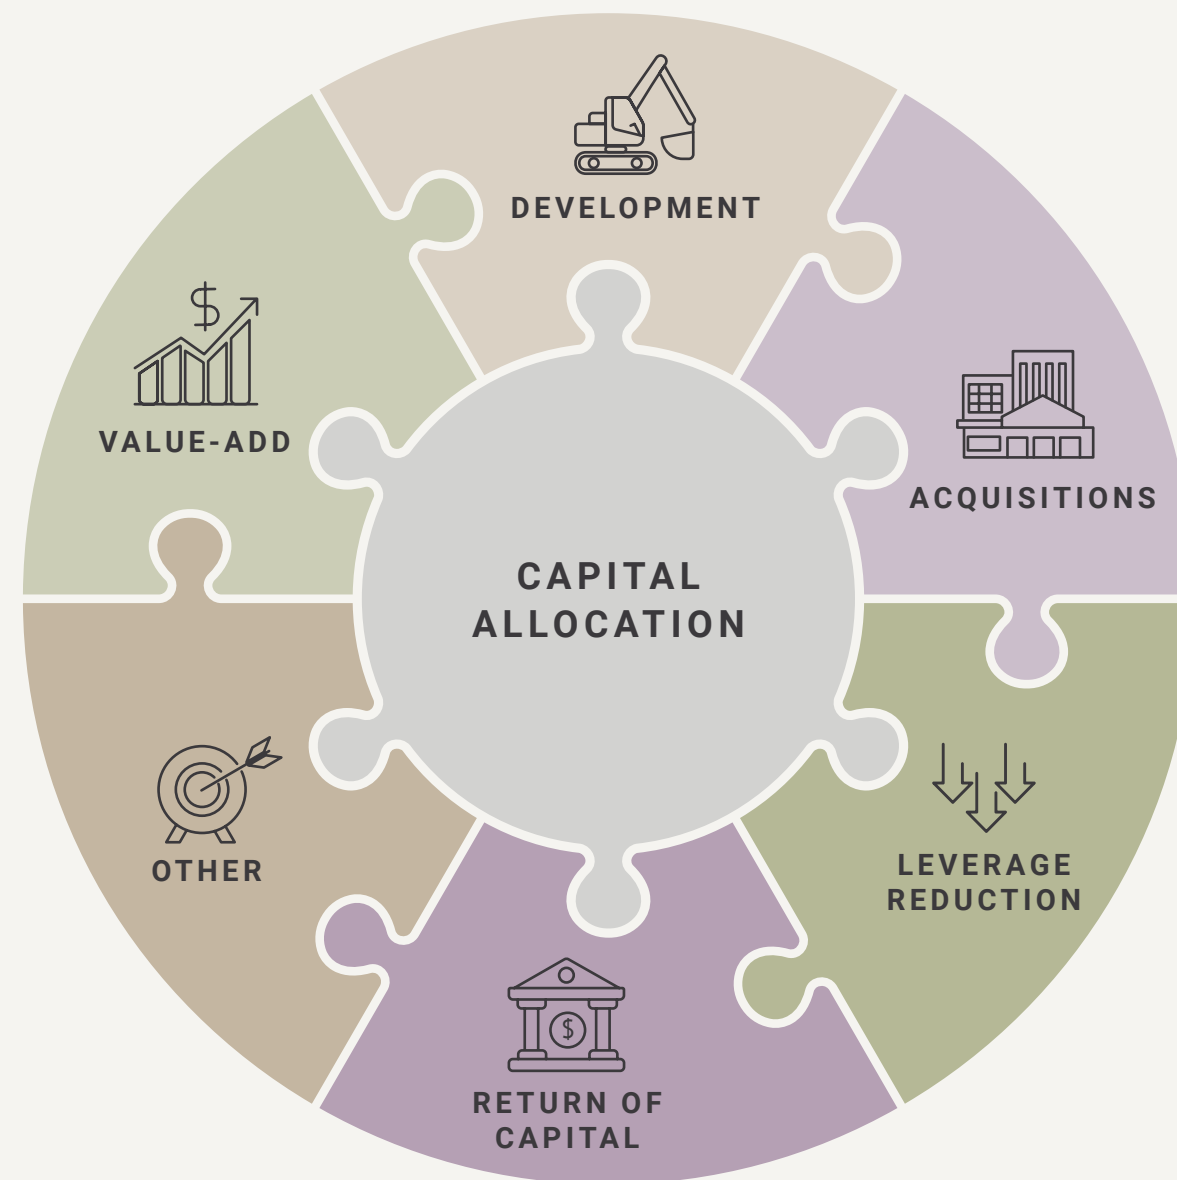 DEVELOPMENT
VALUE-ADD
ACQUISITIONS
CAPITAL
ALLOCATION
OTHER
LEVERAGE
REDUCTION
$
RETURN OF
CAPITAL